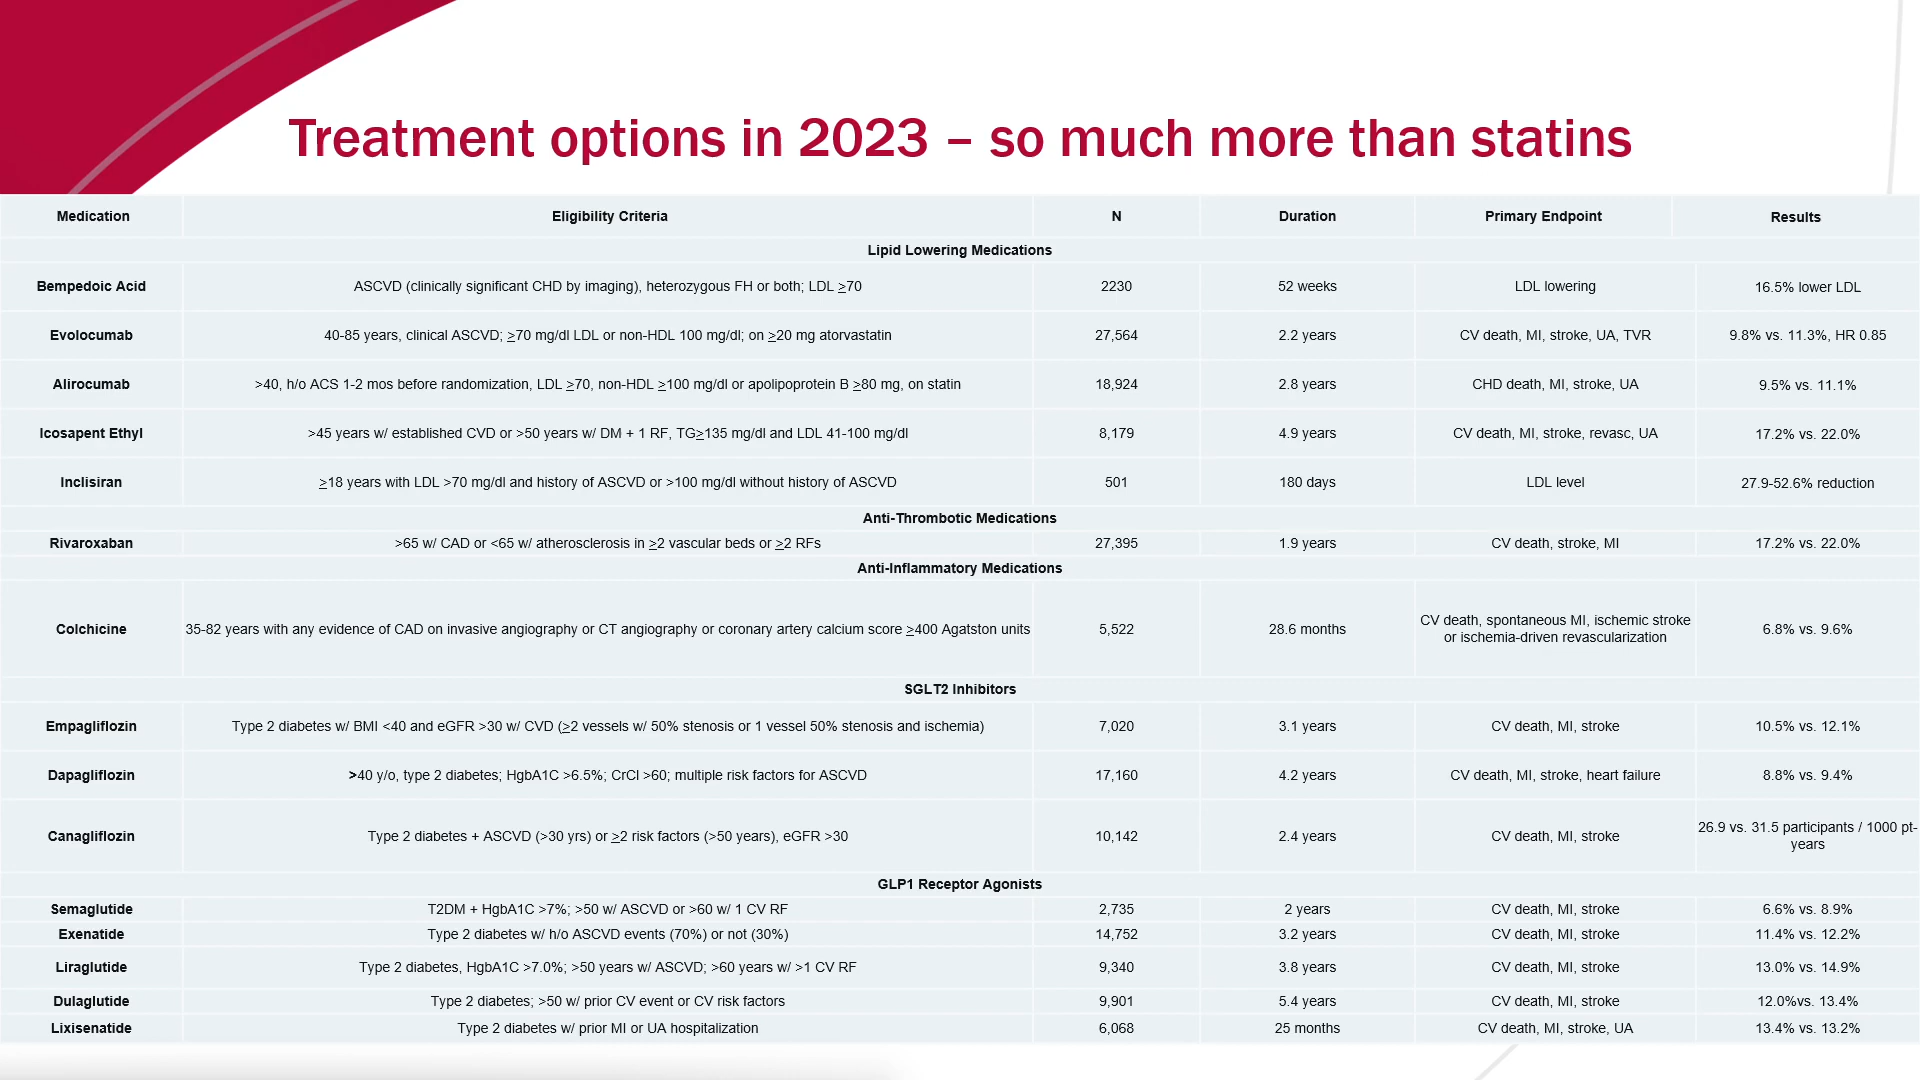 Treatment options in 2023 – so much more than statins
Medication Eligibility Criteria N Duration Primary Endpoint Results
Lipid Lowering Medications
Bempedoic Acid ASCVD (clinically significant CHD by imaging), heterozygous FH or both; LDL ≥70 2230 52 weeks LDL lowering 16.5% lower LDL
Evolocumab 40-85 years, clinical ASCVD; ≥70 mg/dl LDL or non-HDL 100 mg/dl; on ≥20 mg atorvastatin 27,564 2.2 years CV death, MI, stroke, UA, TVR 9.8% vs. 11.3%, HR 0.85
Alirocumab >40, h/o ACS 1-2 mos before randomization, LDL ≥70, non-HDL ≥100 mg/dl or apolipoprotein B ≥80 mg, on statin 18,924 2.8 years CHD death, MI, stroke, UA 9.5% vs. 11.1%
Icosapent Ethyl >45 years w/ established CVD or >50 years w/ DM + 1 RF, TG≥135 mg/dl and LDL 41-100 mg/dl 8,179 4.9 years CV death, MI, stroke, revasc, UA 17.2% vs. 22.0%
Inclisiran ≥18 years with LDL >70 mg/dl and history of ASCVD or >100 mg/dl without history of ASCVD 501 180 days LDL level 27.9-52.6% reduction
Anti-Thrombotic Medications
Rivaroxaban >65 w/ CAD or <65 w/ atherosclerosis in ≥2 vascular beds or ≥2 RFs 27,395 1.9 years CV death, stroke, MI 17.2% vs. 22.0%
Anti-Inflammatory Medications
Colchicine 35-82 years with any evidence of CAD on invasive angiography or CT angiography or coronary artery calcium score ≥400 Agatston units 5,522 28.6 months CV death, spontaneous MI, ischemic stroke
or ischemia-driven revascularization 6.8% vs. 9.6%
SGLT2 Inhibitors
Empagliflozin Type 2 diabetes w/ BMI <40 and eGFR >30 w/ CVD (≥2 vessels w/ 50% stenosis or 1 vessel 50% stenosis and ischemia) 7,020 3.1 years CV death, MI, stroke 10.5% vs. 12.1%
Dapagliflozin >40 y/o, type 2 diabetes; HgbA1C >6.5%; CrCl >60; multiple risk factors for ASCVD 17,160 4.2 years CV death, MI, stroke, heart failure 8.8% vs. 9.4%
Canagliflozin Type 2 diabetes + ASCVD (>30 yrs) or ≥2 risk factors (>50 years), eGFR >30 10,142 2.4 years CV death, MI, stroke 26.9 vs. 31.5 participants / 1000 pt-
years
GLP1 Receptor Agonists
Semaglutide T2DM + HgbA1C >7%; >50 w/ ASCVD or >60 w/ 1 CV RF 2,735 2 years CV death, MI, stroke 6.6% vs. 8.9%
Exenatide Type 2 diabetes w/ h/o ASCVD events (70%) or not (30%) 14,752 3.2 years CV death, MI, stroke 11.4% vs. 12.2%
Liraglutide Type 2 diabetes, HgbA1C >7.0%; >50 years w/ ASCVD; >60 years w/ >1 CV RF 9,340 3.8 years CV death, MI, stroke 13.0% vs. 14.9%
Dulaglutide Type 2 diabetes; >50 w/ prior CV event or CV risk factors 9,901 5.4 years CV death, MI, stroke 12.0%vs. 13.4%
Lixisenatide Type 2 diabetes w/ prior MI or UA hospitalization 6,068 25 months CV death, MI, stroke, UA 13.4% vs. 13.2%